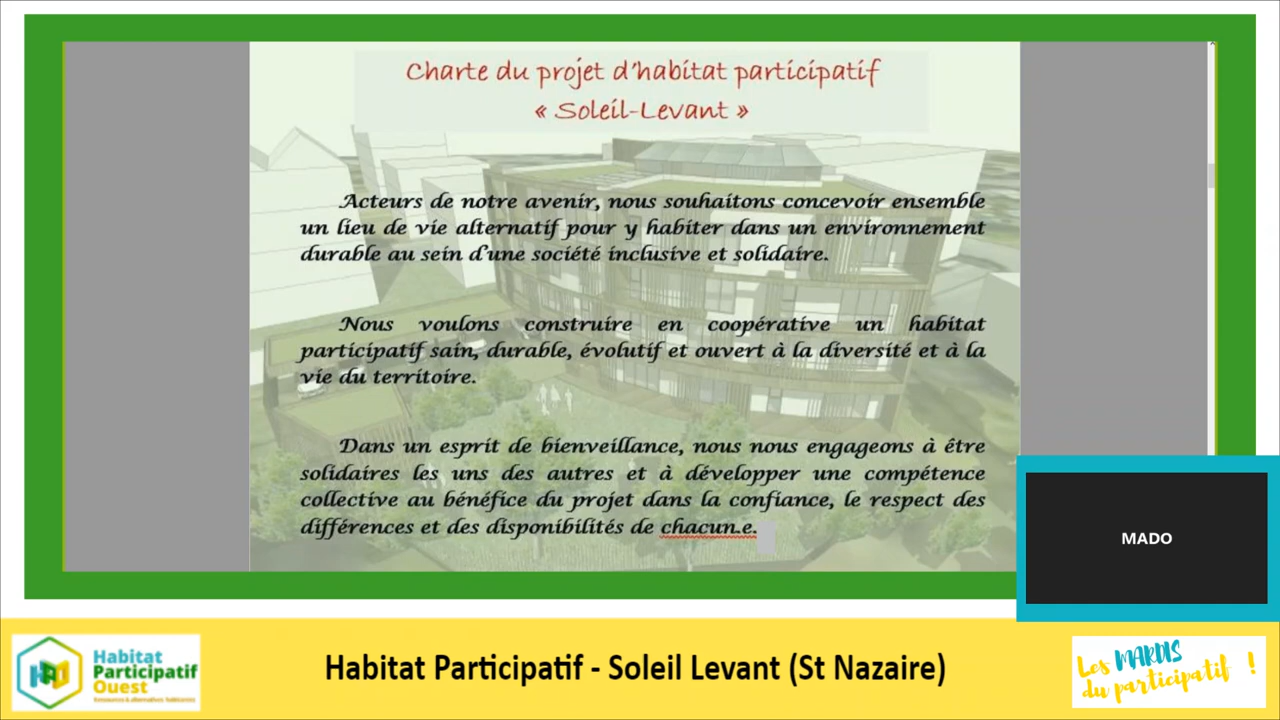 Charte du projet d'habitat participatif
« Soleil-Levant »
Acteurs de notre avenir, nous souhaitons concevoir ensemble
un lieu de vie alternatif pour y habiter dans un environnement
durable au sein d'une société inclusive et solidaire.
Nous voulons construire en coopérative un habitat
participatif sain, durable, évolutif et ouvert à la diversité et à la
vie du territoire.
Dans un esprit de bienveillance, nous nous engageons à être
solidaires les uns des autres et à développer une compétence
collective au bénéfice du projet dans la confiance, le respect des
différences et des disponibilités de chacun.e.
MADO
Habitat
Participatif
Ouest
Ressources & alternatives fédérales
Habitat Participatif - Soleil Levant (St Nazaire)
Les MARDIS
du participatif !